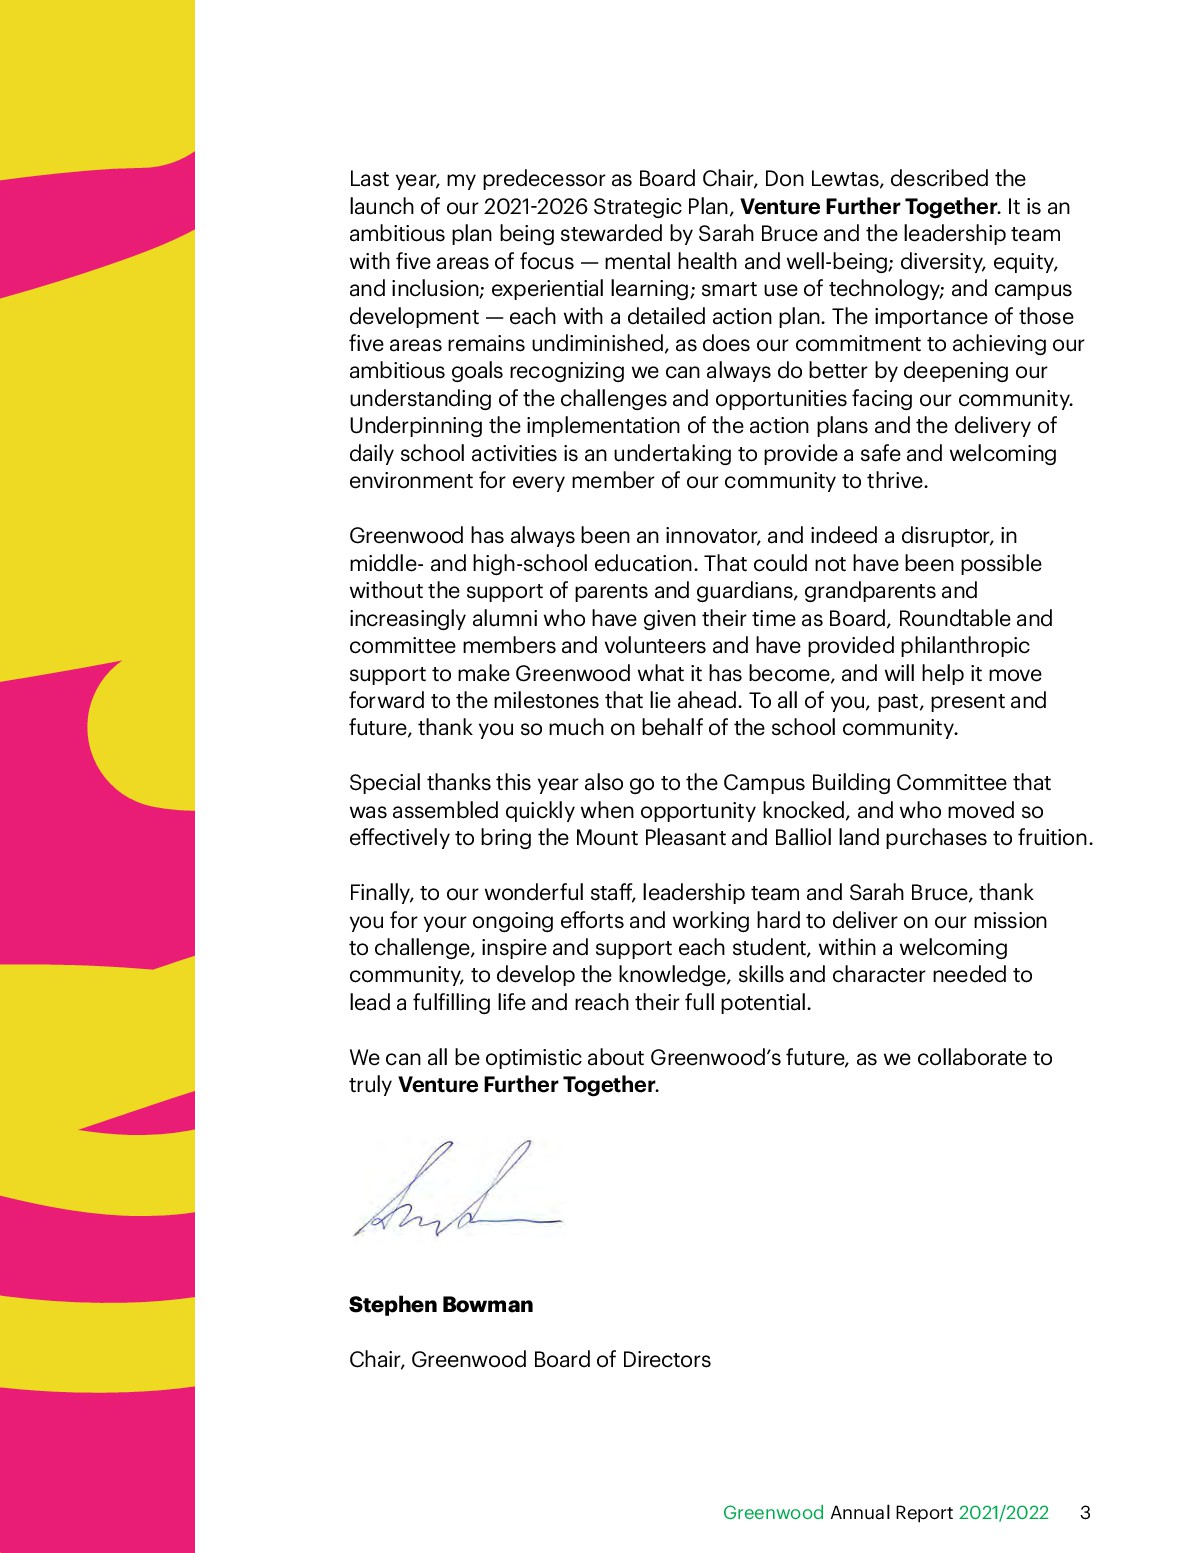 Last year, my predecessor as Board Chair, Don Lewtas, described the
launch of our 2021-2026 Strategic Plan, Venture Further Together. It is an
ambitious plan being stewarded by Sarah Bruce and the leadership team
with five areas of focus — mental health and well-being; diversity, equity,
and inclusion; experiential learning; smart use of technology; and campus
development — each with a detailed action plan. The importance of those
five areas remains undiminished, as does our commitment to achieving our
ambitious goals recognizing we can always do better by deepening our
understanding of the challenges and opportunities facing our community.
Underpinning the implementation of the action plans and the delivery of
daily school activities is an undertaking to provide a safe and welcoming
environment for every member of our community to thrive.
Greenwood has always been an innovator, and indeed a disruptor, in
middle- and high-school education. That could not have been possible
without the support of parents and guardians, grandparents and
increasingly alumni who have given their time as Board, Roundtable and
committee members and volunteers and have provided philanthropic
support to make Greenwood what it has become, and will help it move
forward to the milestones that lie ahead. To all of you, past, present and
future, thank you so much on behalf of the school community.
Special thanks this year also go to the Campus Building Committee that
was assembled quickly when opportunity knocked, and who moved so
effectively to bring the Mount Pleasant and Balliol land purchases to fruition.
Finally, to our wonderful staff, leadership team and Sarah Bruce, thank
you for your ongoing efforts and working hard to deliver on our mission
to challenge, inspire and support each student, within a welcoming
community, to develop the knowledge, skills and character needed to
lead a fulfilling life and reach their full potential.
We can all be optimistic about Greenwood's future, as we collaborate to
truly Venture Further Together.
Stephen Bowman
Chair, Greenwood Board of Directors
Greenwood Annual Report 2021/2022 3